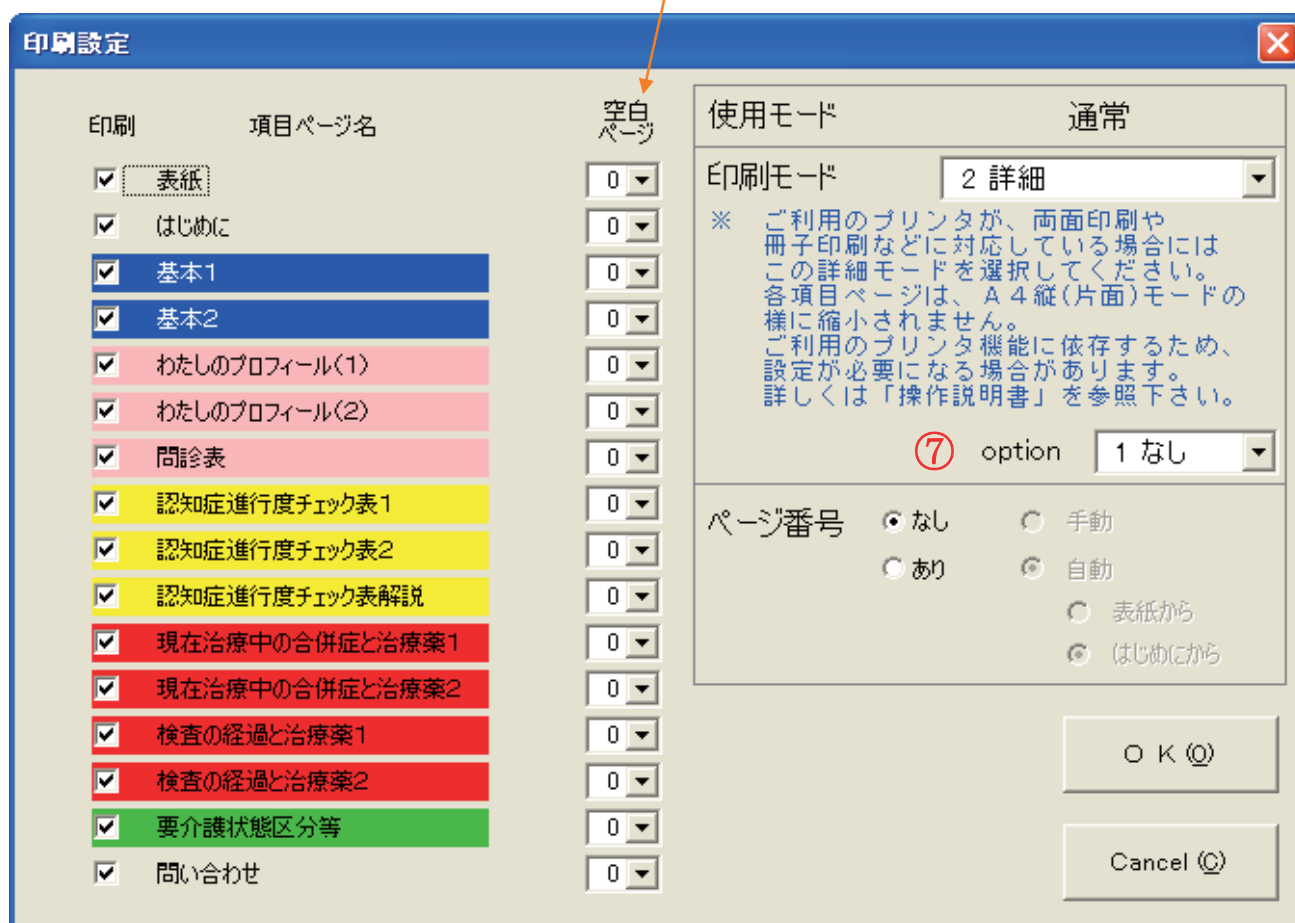 印刷設定
印刷 項目ページ名 空白
ページ
表紙 0
はじめに 0
基本1 0
基本2 0
わたしのプロフィール(1) 0
わたしのプロフィール(2) 0
問診表 0
認知症進行度チェック表1 0
認知症進行度チェック表2 0
認知症進行度チェック表解説 0
現在治療中の合併症と治療薬1 0
現在治療中の合併症と治療薬2 0
検査の経過と治療薬1 0
検査の経過と治療薬2 0
要介護状態区分等 0
問い合わせ 0
使用モード 通常
印刷モード 2 詳細
※ ご利用のプリンタが、両面印刷や
冊子印刷などに対応している場合には
この詳細モードを選択してください。
各項目ページは、A4縦(片面)モードの
様に縮小されません。
ご利用のプリンタ機能に依存するため、
設定が必要になる場合があります。
詳しくは「操作説明書」を参照下さい。
⑦ option 1 なし
ページ番号 なし 手動
あり 自動
表紙から
はじめにから
OK(O)
Cancel(C)